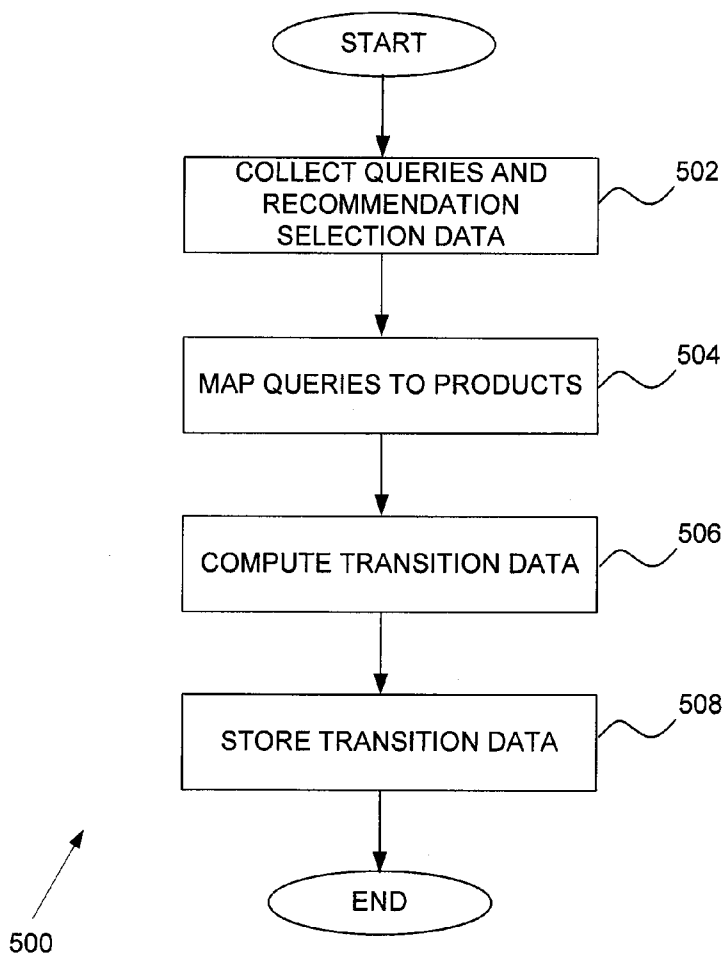 START
COLLECT QUERIES AND
RECOMMENDATION
SELECTION DATA
502
MAP QUERIES TO PRODUCTS
504
COMPUTE TRANSITION DATA
506
STORE TRANSITION DATA
508
END
500